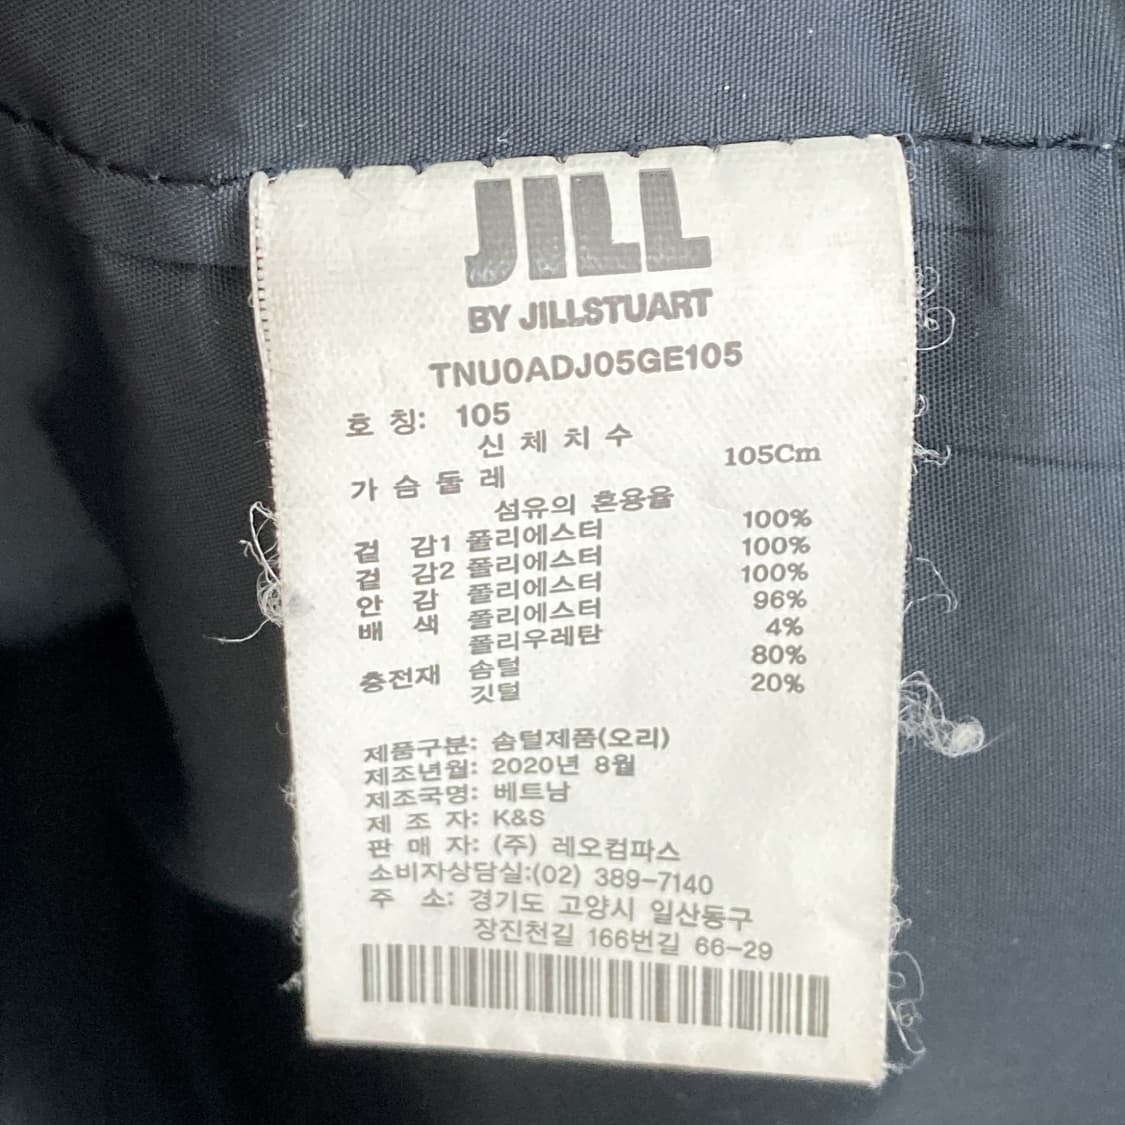 JILL
BY JILLSTUART
TNU0ADJ05GE105
호 칭: 105
신 체 치 수
가 슴 둘 레 105Cm
섬유의 혼용율
겉 감1 폴리에스터 100%
겉 감2 폴리에스터 100%
안 감 폴리에스터 100%
배 색 폴리에스터 96%
폴리우레탄 4%
충전재 솜털 80%
깃털 20%
제품구분: 솜털제품(오리)
제조년월: 2020년 8월
제조국명: 베트남
제 조 자: K&S
판 매 자: (주) 레오컴파스
소비자상담실:(02) 389-7140
주 소: 경기도 고양시 일산동구
장진천길 166번길 66-29